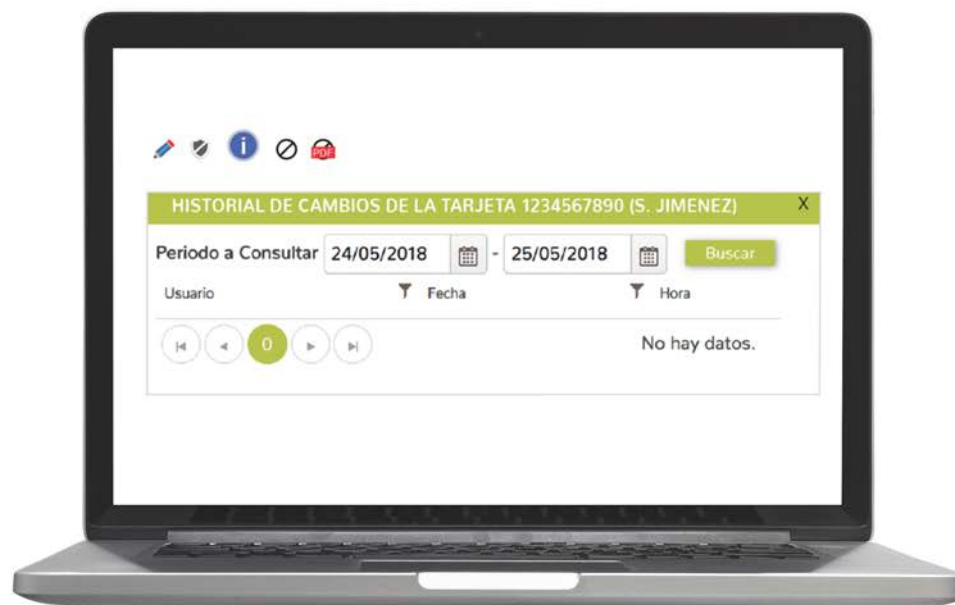 i
PDF
HISTORIAL DE CAMBIOS DE LA TARJETA 1234567890 (S. JIMENEZ) X
Periodo a Consultar 24/05/2018 - 25/05/2018 Buscar
Usuario Fecha Hora
0 No hay datos.